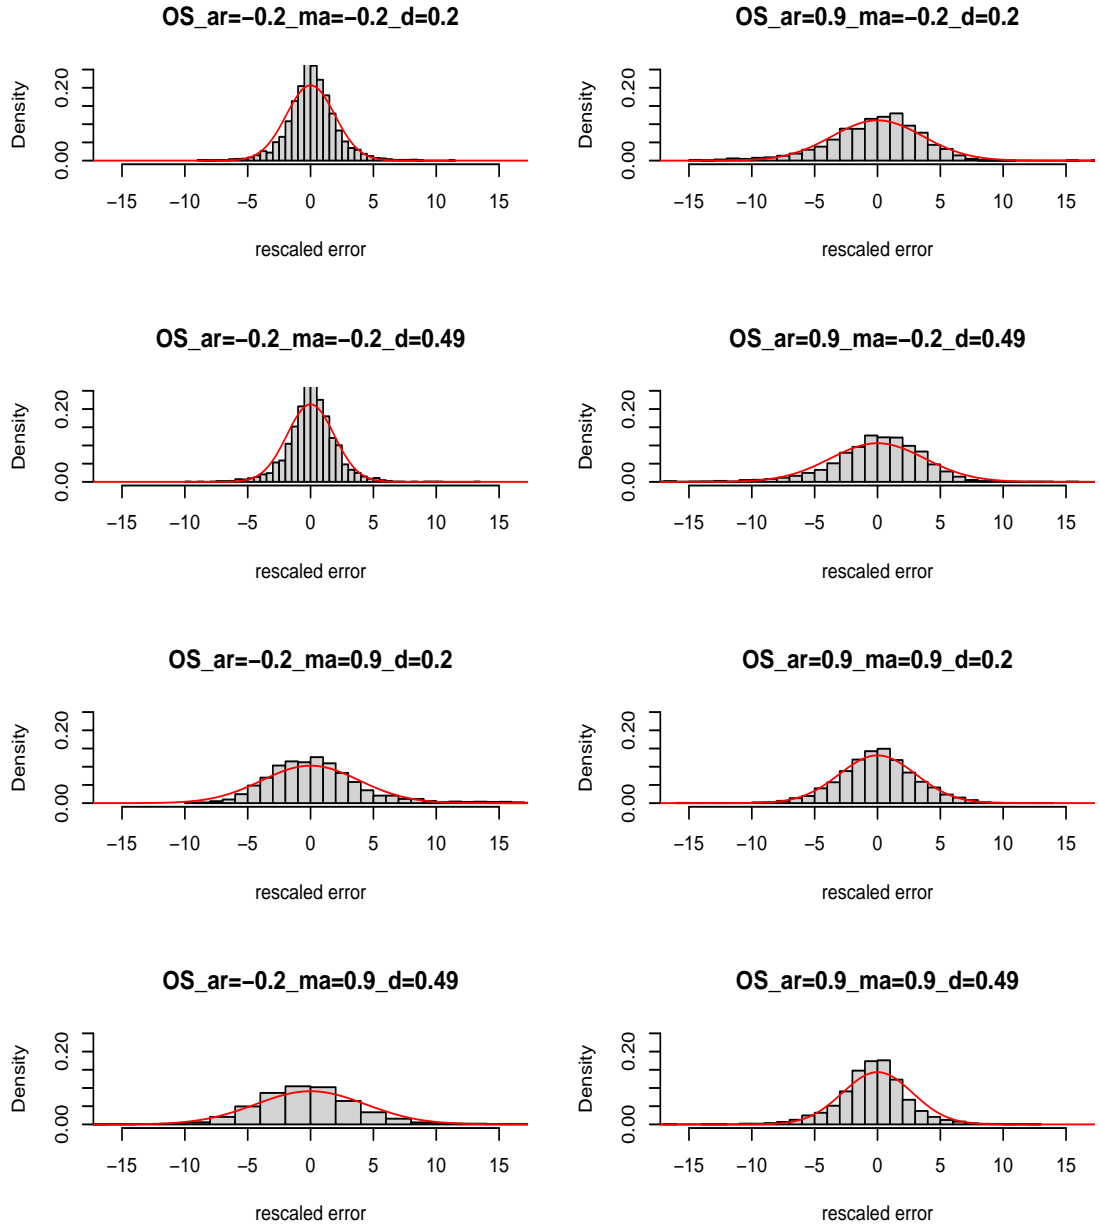 OS_ar=−0.2_ma=−0.2_d=0.2
Density
0.00 0.20
−15 −10 −5 0 5 10 15
rescaled error
OS_ar=0.9_ma=−0.2_d=0.2
Density
0.00 0.20
−15 −10 −5 0 5 10 15
rescaled error
OS_ar=−0.2_ma=−0.2_d=0.49
Density
0.00 0.20
−15 −10 −5 0 5 10 15
rescaled error
OS_ar=0.9_ma=−0.2_d=0.49
Density
0.00 0.20
−15 −10 −5 0 5 10 15
rescaled error
OS_ar=−0.2_ma=0.9_d=0.2
Density
0.00 0.20
−15 −10 −5 0 5 10 15
rescaled error
OS_ar=0.9_ma=0.9_d=0.2
Density
0.00 0.20
−15 −10 −5 0 5 10 15
rescaled error
OS_ar=−0.2_ma=0.9_d=0.49
Density
0.00 0.20
−15 −10 −5 0 5 10 15
rescaled error
OS_ar=0.9_ma=0.9_d=0.49
Density
0.00 0.20
−15 −10 −5 0 5 10 15
rescaled error